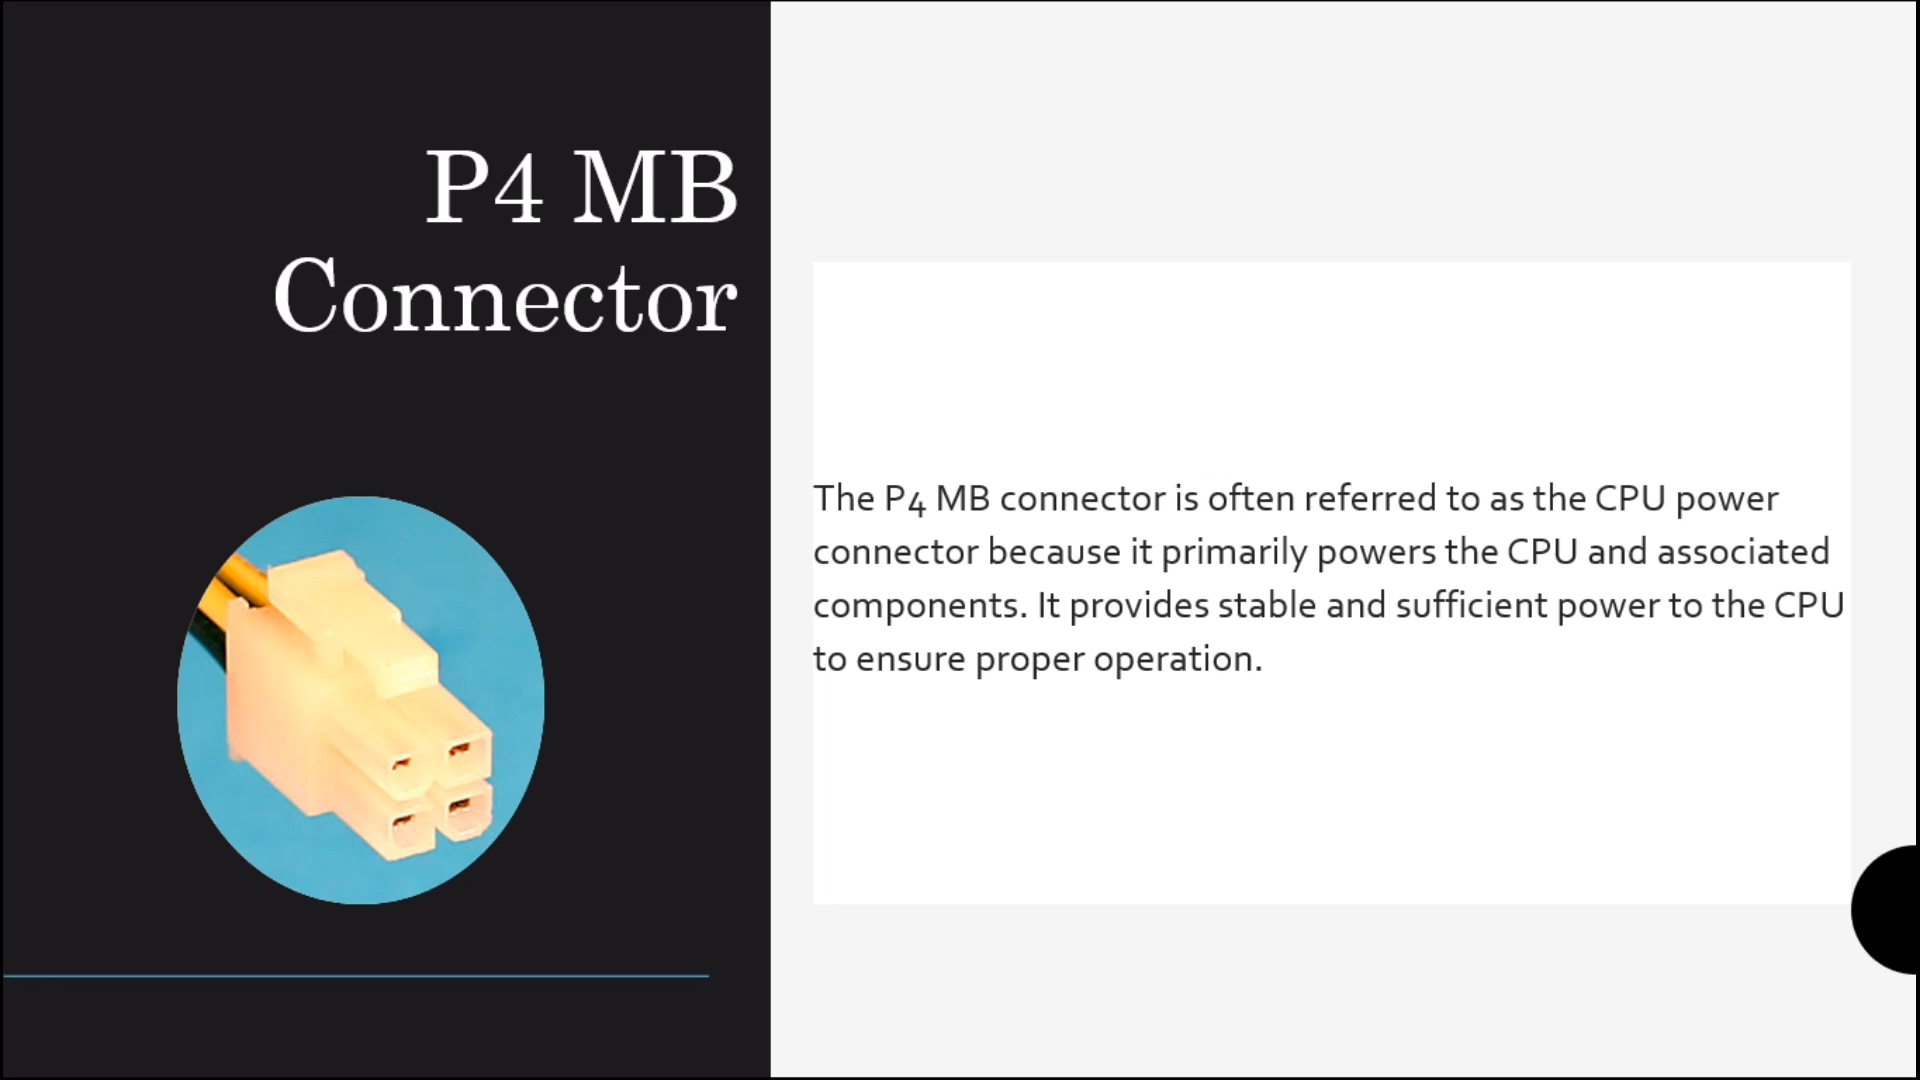 P4 MB
Connector
The P4 MB connector is often referred to as the CPU power
connector because it primarily powers the CPU and associated
components. It provides stable and sufficient power to the CPU
to ensure proper operation.